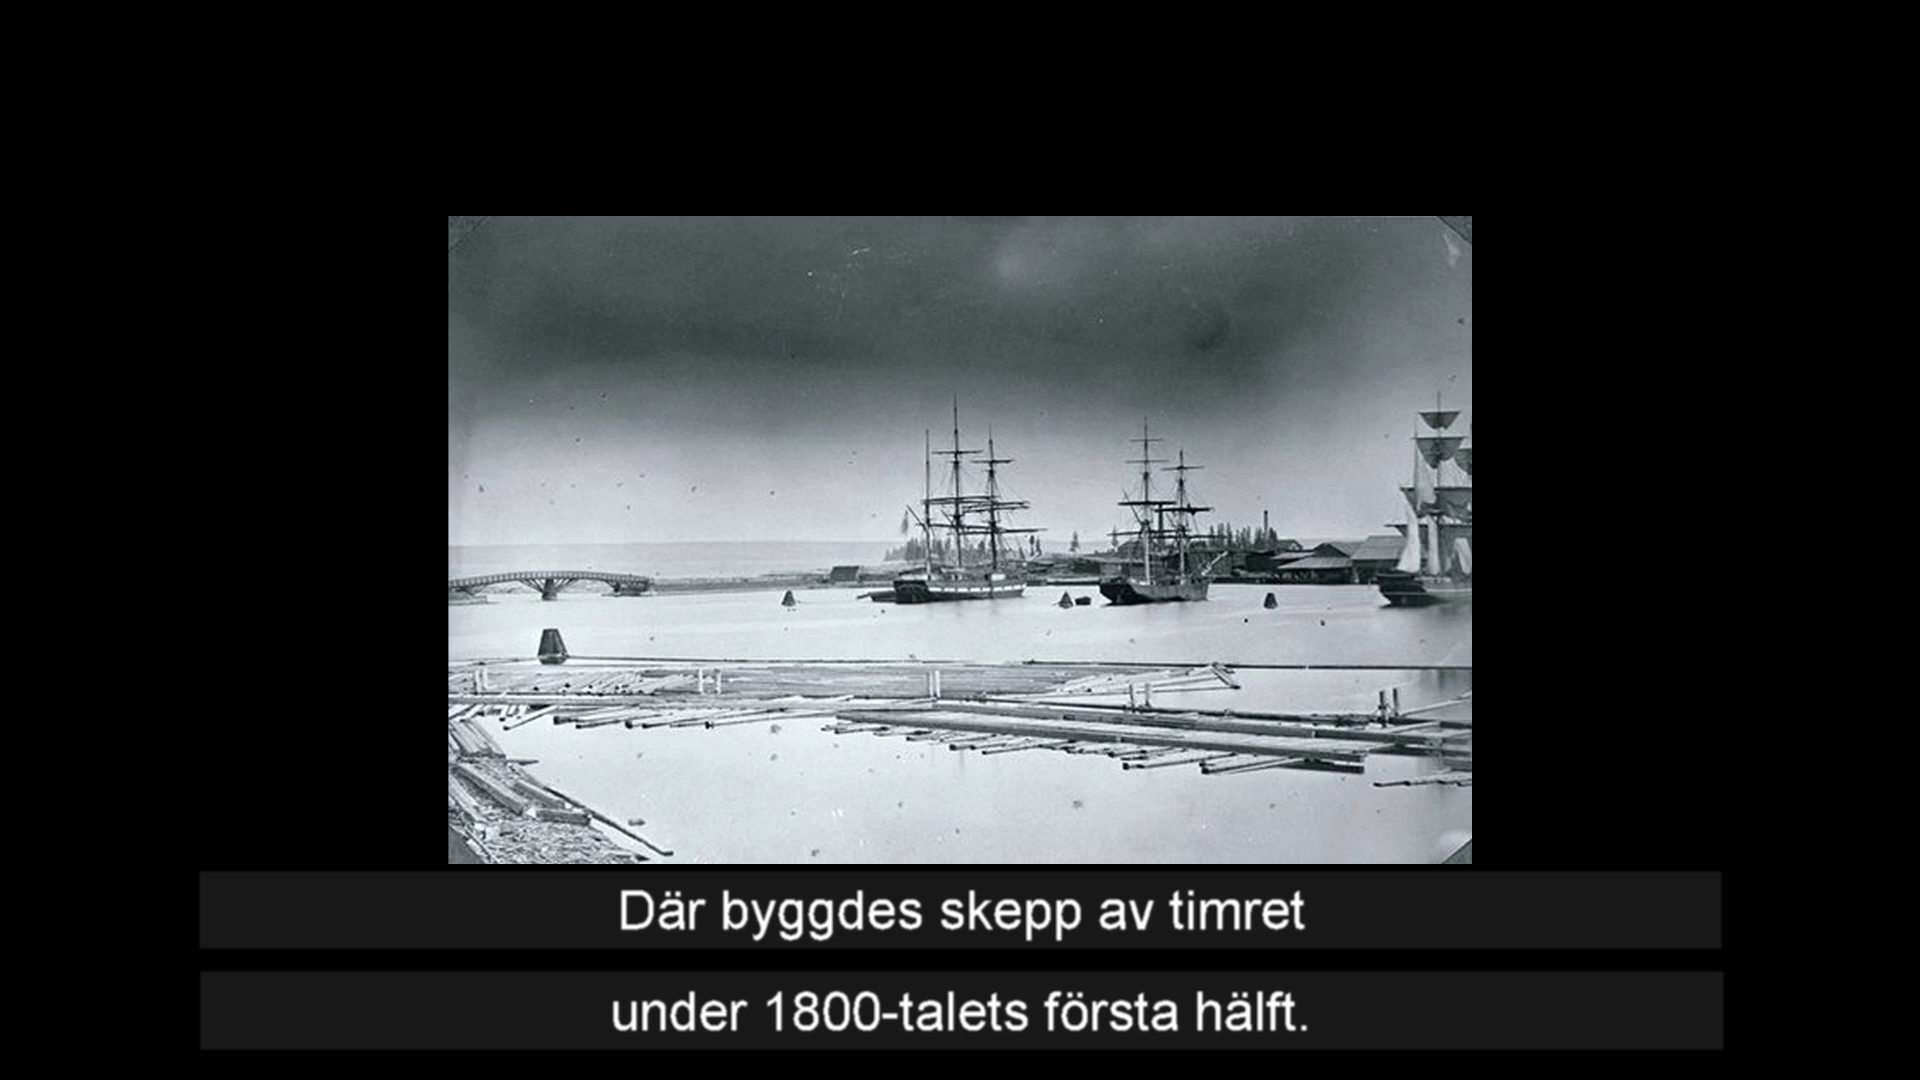 Där byggdes skepp av timret
under 1800-talets första hälft.